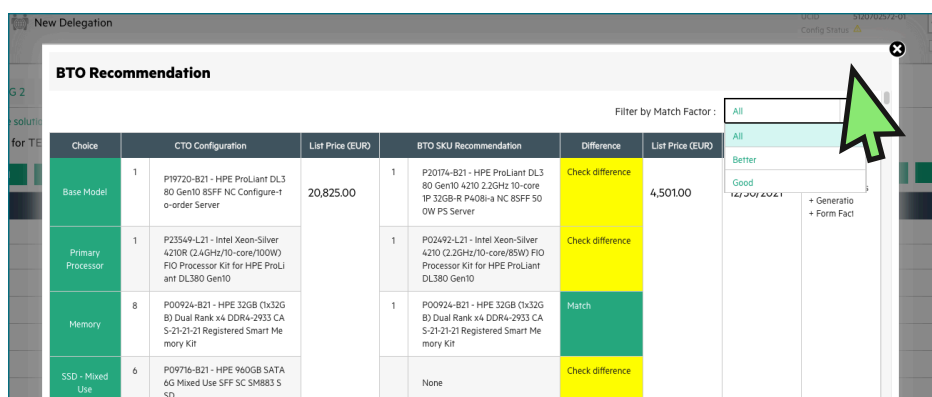 New Delegation
UCID 5120702572-01
Config Status
BTO Recommendation
G 2
e solutio
for TE
Filter by Match Factor :
All
All
Better
Good
Choice
CTO Configuration
List Price (EUR)
BTO SKU Recommendation
Difference
List Price (EUR)
Base Model
1
P19720-B21 - HPE ProLiant DL3
80 Gen10 8SFF NC Configure-t
o-order Server
20,825.00
1
P20174-B21 - HPE ProLiant DL3
80 Gen10 4210 2.2GHz 10-core
1P 32GB-R P408i-a NC 8SFF 50
0W PS Server
Check difference
4,501.00
12/30/2021
+ Generatio
+ Form Fact
Primary
Processor
1
P23549-L21 - Intel Xeon-Silver
4210R (2.4GHz/10-core/100W)
FIO Processor Kit for HPE ProLi
ant DL380 Gen10
1
P02492-L21 - Intel Xeon-Silver
4210 (2.2GHz/10-core/85W) FIO
Processor Kit for HPE ProLiant
DL380 Gen10
Check difference
Memory
8
P00924-B21 - HPE 32GB (1x32G
B) Dual Rank x4 DDR4-2933 CA
S-21-21-21 Registered Smart Me
mory Kit
1
P00924-B21 - HPE 32GB (1x32G
B) Dual Rank x4 DDR4-2933 CA
S-21-21-21 Registered Smart Me
mory Kit
Match
SSD - Mixed
Use
6
P09716-B21 - HPE 960GB SATA
6G Mixed Use SFF SC SM883 S
SD
None
Check difference